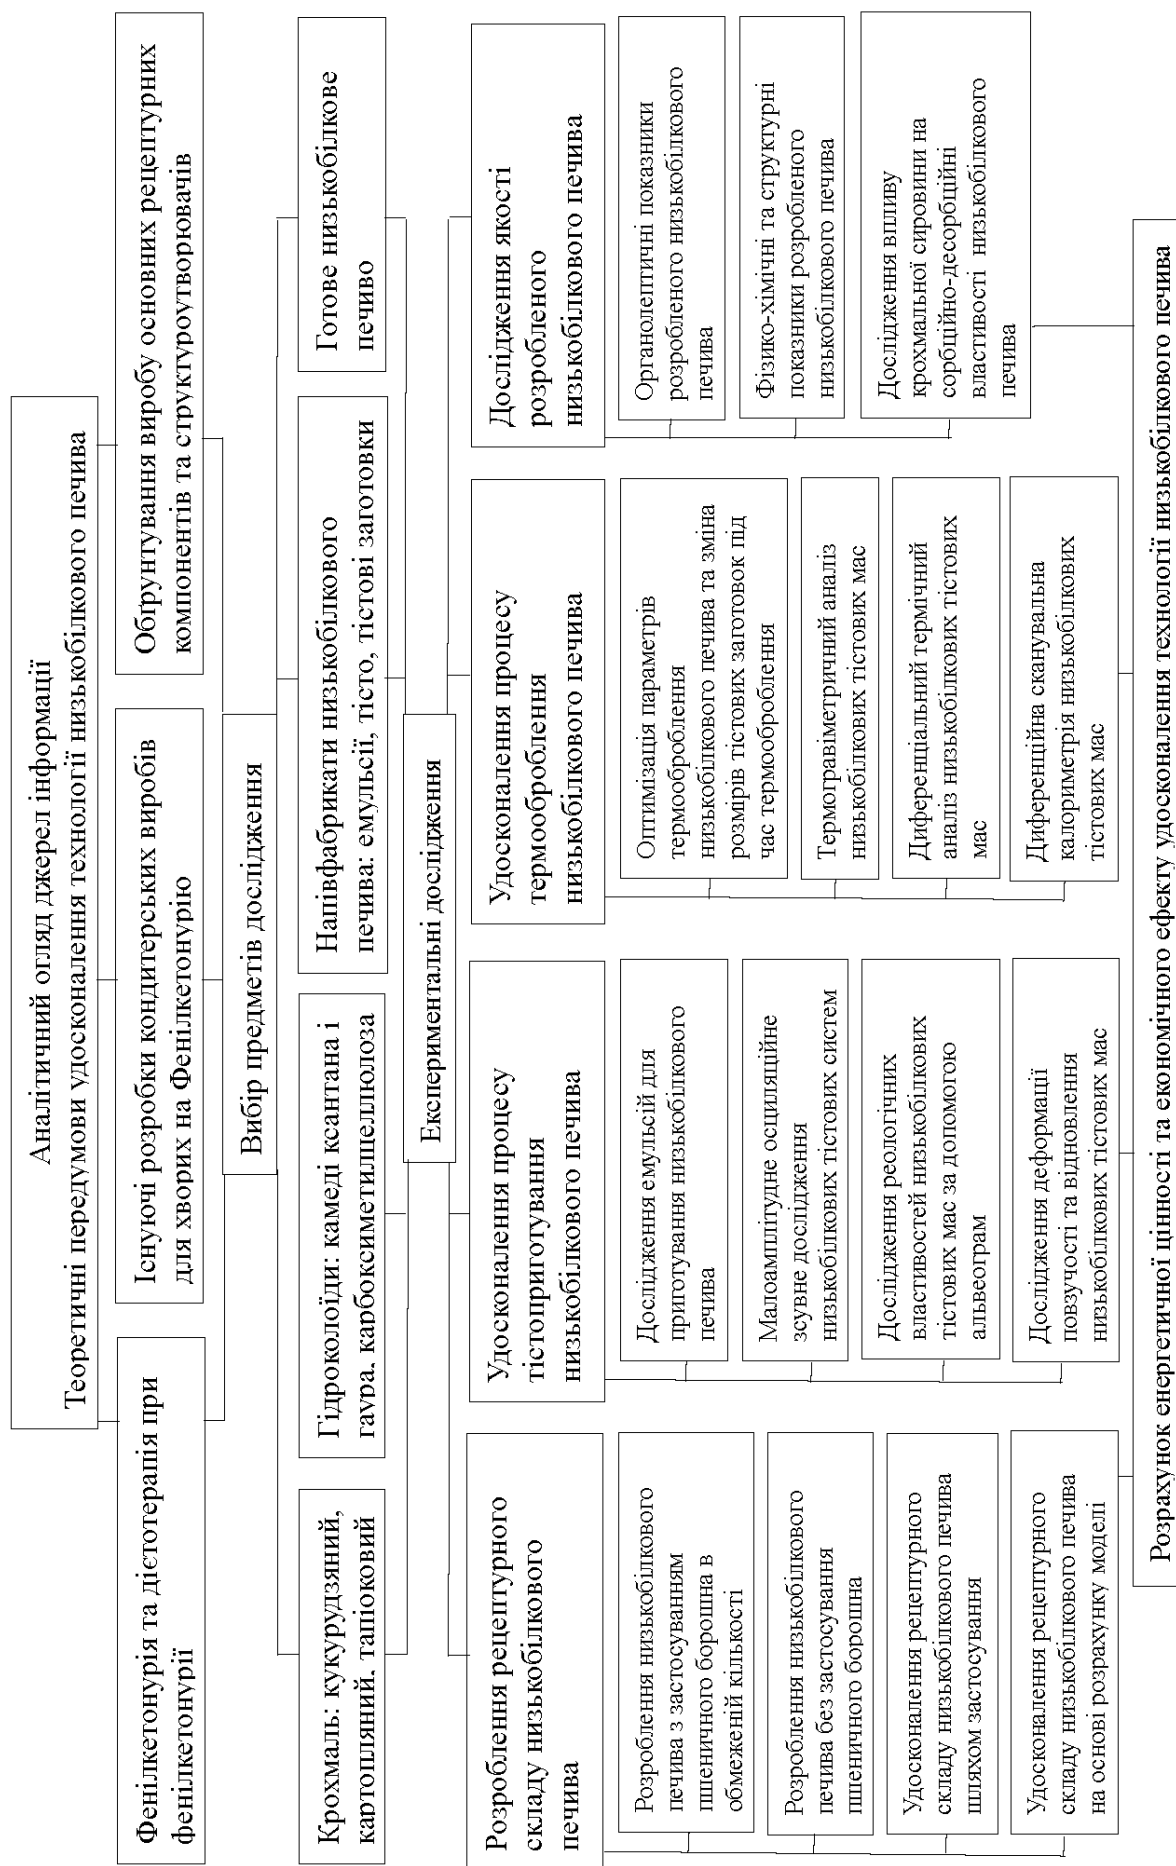 Аналітичний огляд джерел інформації
Теоретичні передумови удосконалення технології низькобілкового печива
Фенілкетонурія та дієтотерапія при
фенілкетонурії
Існуючі розробки кондитерських виробів
для хворих на Фенілкетонурію
Обґрунтування виробу основних рецептурних
компонентів та структуроутворювачів
Вибір предметів дослідження
Крохмаль: кукурудзяний,
картопляний, тапіоковий
Гідроколоїди: камеді ксантана і
гаура, карбоксиметилцеллюлоза
Напівфабрикати низькобілкового
печива: емульсії, тісто, тістові заготовки
Готове низькобілкове
печиво
Експериментальні дослідження
Розроблення рецептурного
складу низькобілкового
печива
Розроблення низькобілкового
печива з застосуванням
пшеничного борошна в
обмеженій кількості
Розроблення низькобілкового
печива без застосування
пшеничного борошна
Удосконалення рецептурного
складу низькобілкового печива
шляхом застосування
Удосконалення рецептурного
складу низькобілкового печива
на основі розрахунку моделі
Удосконалення процесу
тістоприготування
низькобілкового печива
Дослідження емульсій для
приготування низькобілкового
печива
Малоамплітудне осциляційне
зсувне дослідження
низькобілкових тістових систем
Дослідження реологічних
властивостей низькобілкових
тістових мас за допомогою
альвеограм
Дослідження деформації
повзучості та відновлення
низькобілкових тістових мас
Удосконалення процесу
термооброблення
низькобілкового печива
Оптимізація параметрів
термооброблення
низькобілкового печива та зміна
розмірів тістових заготовок під
час термооброблення
Термогравіметричний аналіз
низькобілкових тістових мас
Диференціальний термічний
аналіз низькобілкових тістових
мас
Диференційна сканувальна
калориметрія низькобілкових
тістових мас
Дослідження якості
розробленого
низькобілкового печива
Органолептичні показники
розробленого низькобілкового
печива
Фізико-хімічні та структурні
показники розробленого
низькобілкового печива
Дослідження впливу
крохмальної сировини на
сорбційно-десорбційні
властивості низькобілкового
печива
Розрахунок енергетичної цінності та економічного ефекту удосконалення технології низькобілкового печива